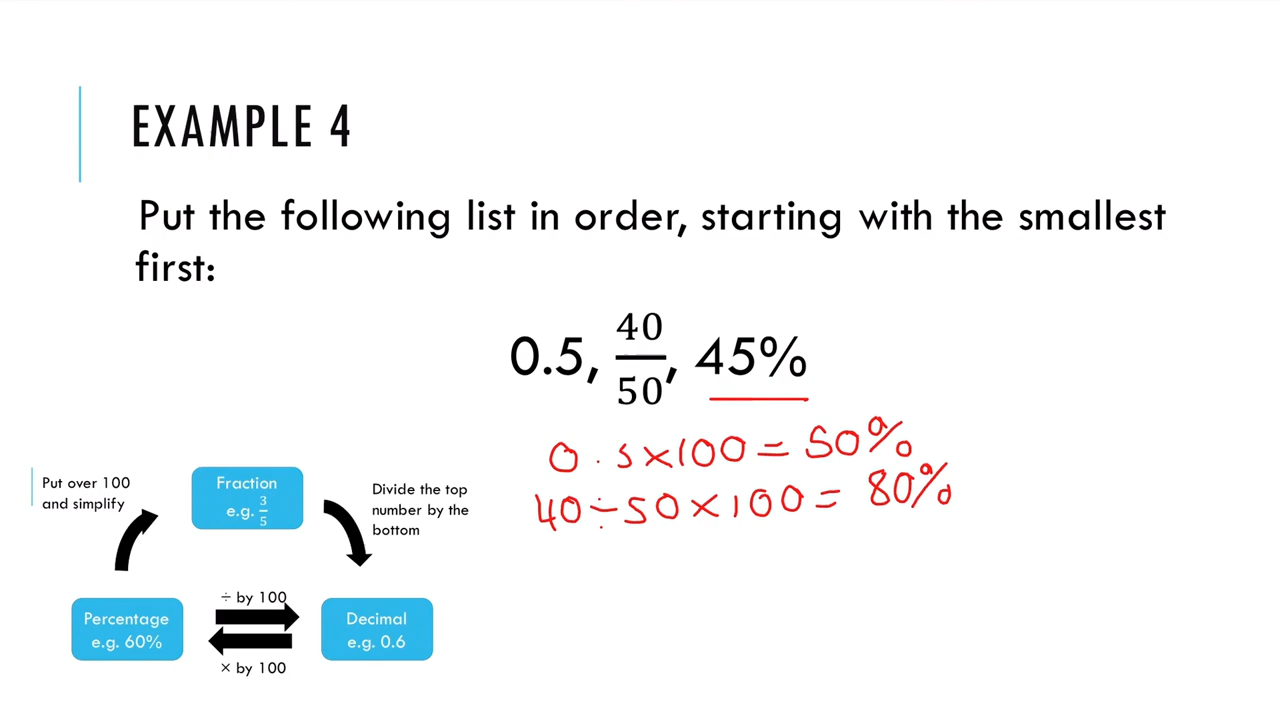 EXAMPLE 4
Put the following list in order, starting with the smallest
first:
0.5, 40/50, 45%
0.5×100=50%
40÷50×100=80%
Put over 100
and simplify
Fraction
e.g. 3/5
Divide the top
number by the
bottom
Percentage
e.g. 60%
÷ by 100
× by 100
Decimal
e.g. 0.6